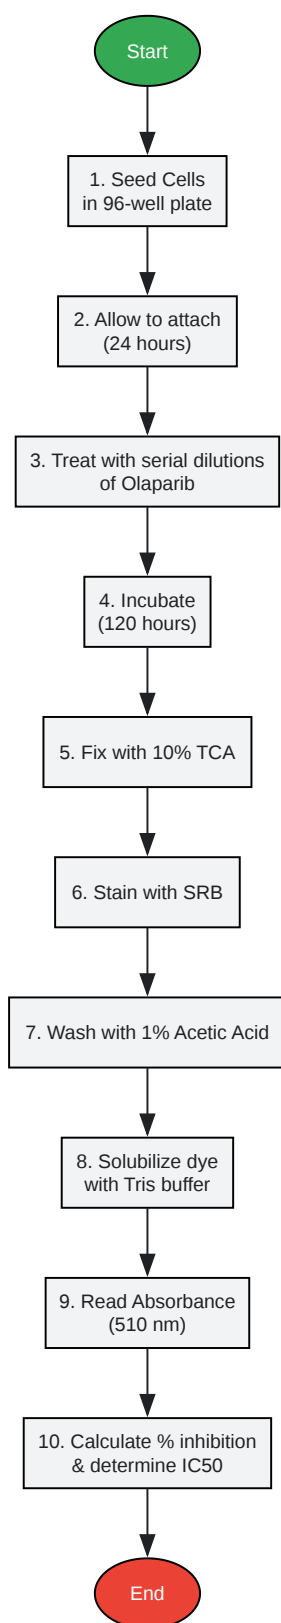 Start
1. Seed Cells
in 96-well plate
2. Allow to attach
(24 hours)
3. Treat with serial dilutions
of Olaparib
4. Incubate
(120 hours)
5. Fix with 10% TCA
6. Stain with SRB
7. Wash with 1% Acetic Acid
8. Solubilize dye
with Tris buffer
9. Read Absorbance
(510 nm)
10. Calculate % inhibition
& determine IC50
End